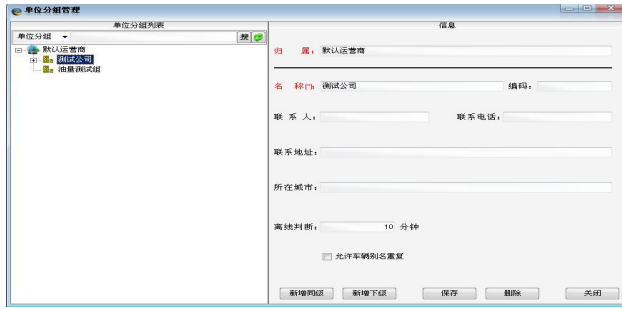 单位分组管理
单位分组列表
单位分组
搜
默认运营商
测试公司
油量测试组
信息
归 属: 默认运营商
名 称(*): 测试公司 编码:
联 系 人: 联系电话:
联系地址:
所在城市:
离线判断: 10 分钟
允许车辆别名重复
新增同级 新增下级 保存 删除 关闭